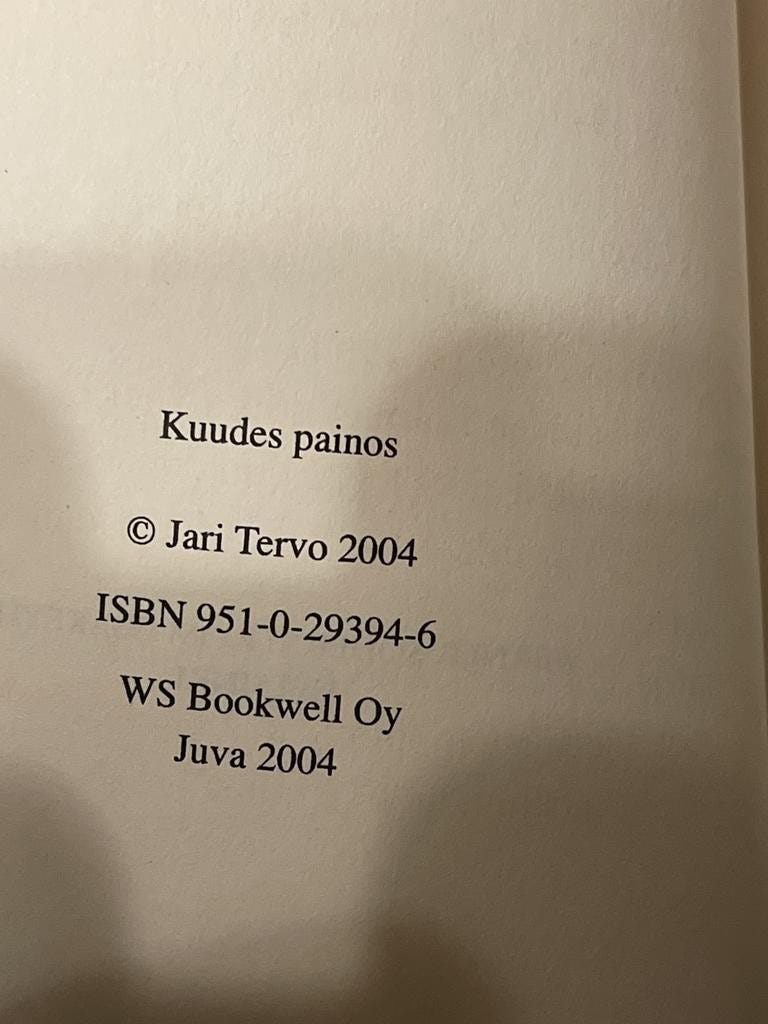 Kuudes painos
© Jari Tervo 2004
ISBN 951-0-29394-6
WS Bookwell Oy
Juva 2004